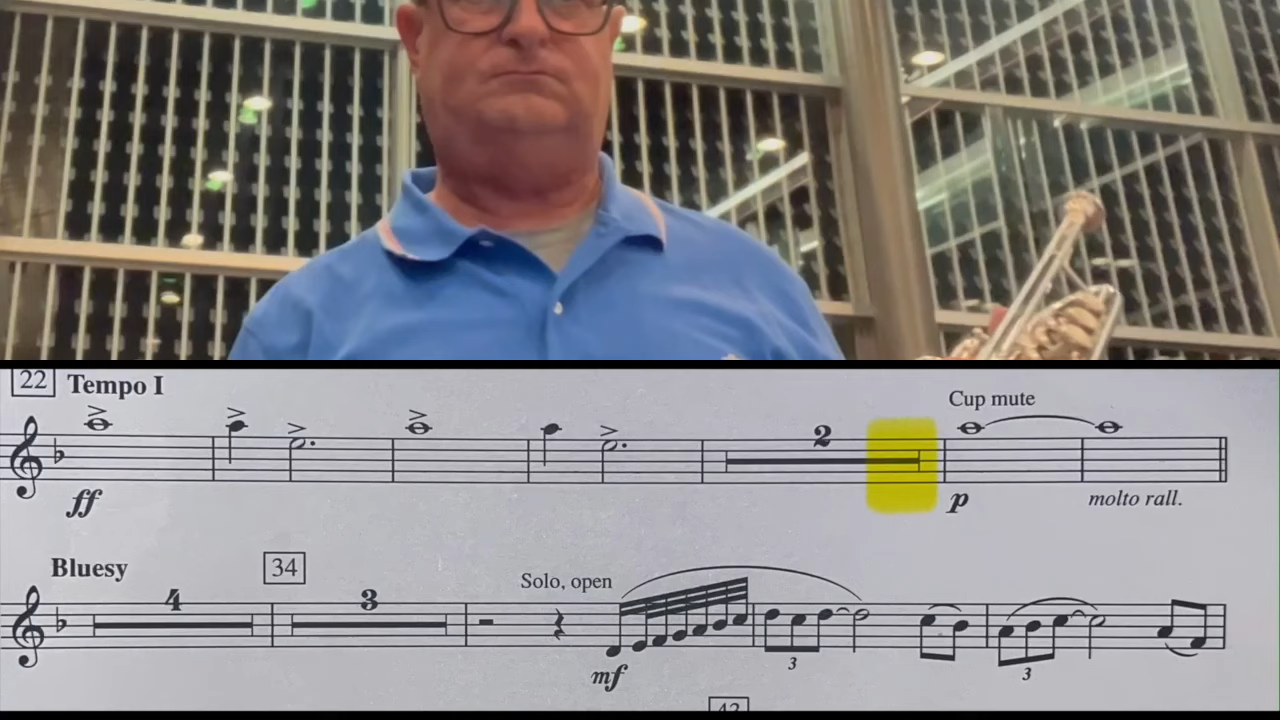 22 Tempo I
Cup mute
2
ff
p
molto rall.
Bluesy
34
4
3
Solo, open
mf
3
3